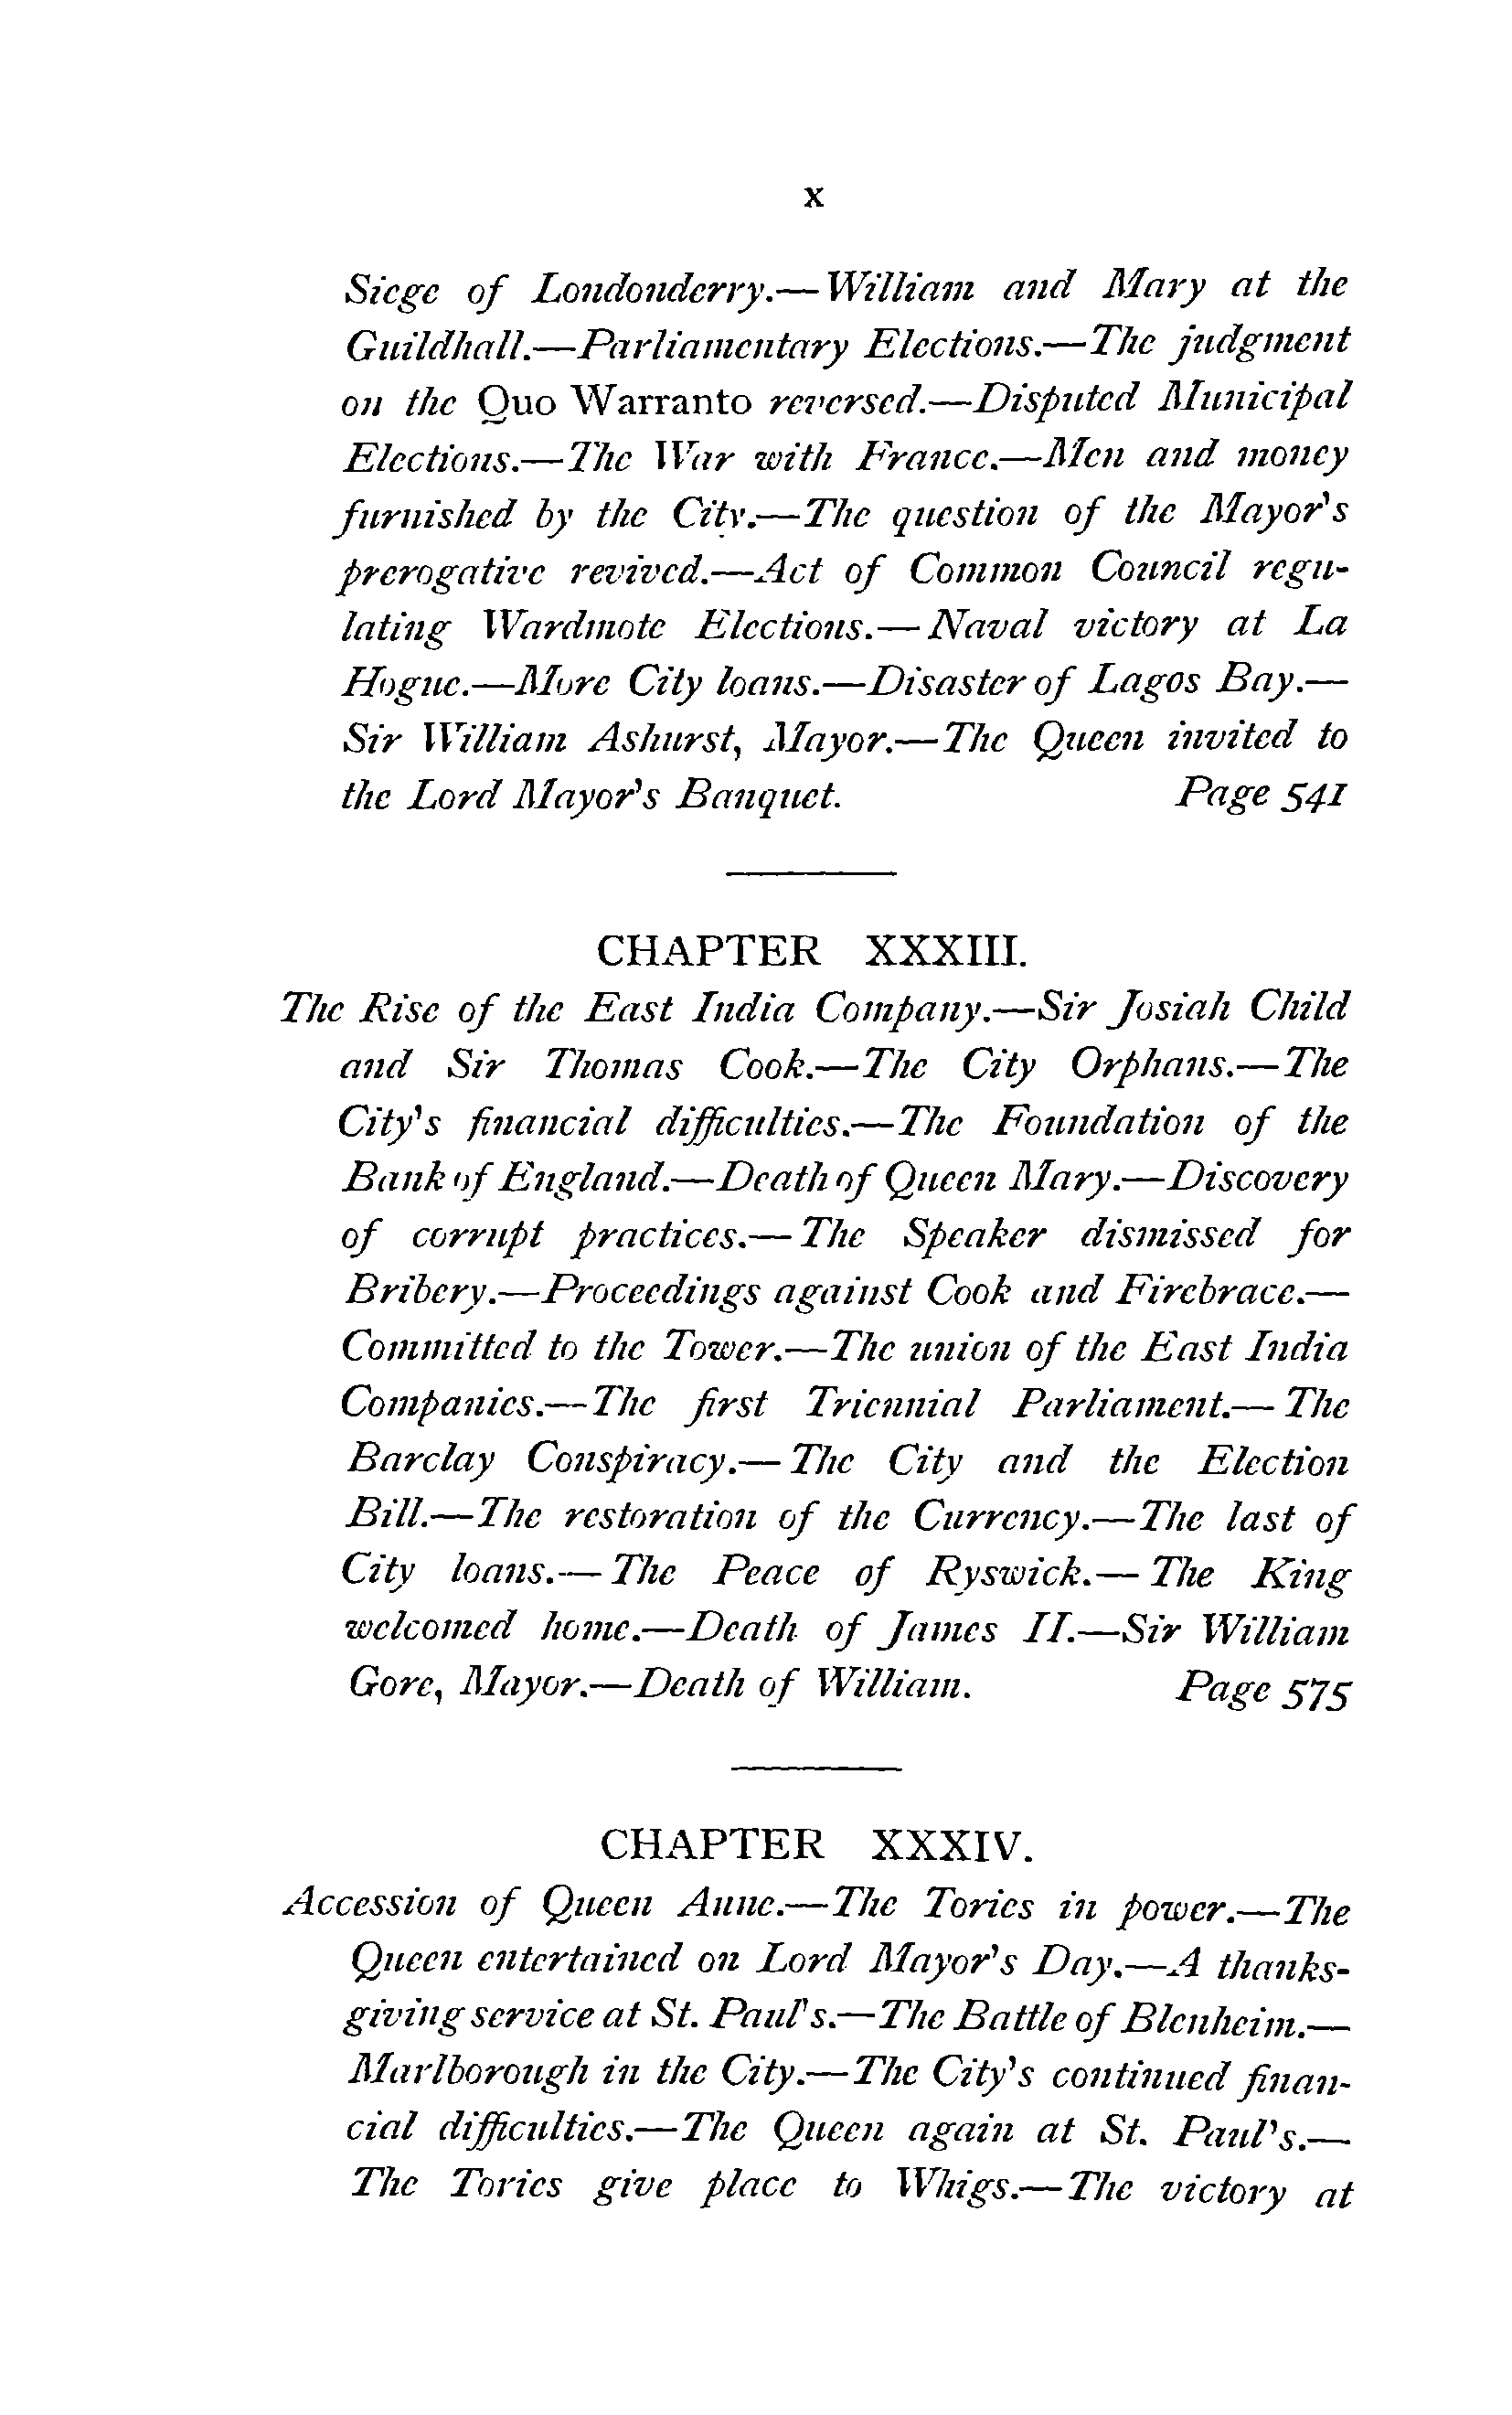 x
Siege of Londonderry.—William and Mary at the
Guildhall.—Parliamentary Elections.—The judgment
on the Quo Warranto reversed.—Disputed Municipal
Elections.—The War with France.—Men and money
furnished by the City.—The question of the Mayor's
prerogative revived.—Act of Common Council regu-
lating Wardmote Elections.—Naval victory at La
Hogue.—More City loans.—Disaster of Lagos Bay.—
Sir William Ashurst, Mayor.—The Queen invited to
the Lord Mayor's Banquet. Page 541
CHAPTER XXXIII.
The Rise of the East India Company.—Sir Josiah Child
and Sir Thomas Cook.—The City Orphans.—The
City's financial difficulties.—The Foundation of the
Bank of England.—Death of Queen Mary.—Discovery
of corrupt practices.—The Speaker dismissed for
Bribery.—Proceedings against Cook and Firebrace.—
Committed to the Tower.—The union of the East India
Companies.—The first Triennial Parliament.—The
Barclay Conspiracy.—The City and the Election
Bill.—The restoration of the Currency.—The last of
City loans.—The Peace of Ryswick.—The King
welcomed home.—Death of James II.—Sir William
Gore, Mayor.—Death of William. Page 575
CHAPTER XXXIV.
Accession of Queen Anne.—The Tories in power.—The
Queen entertained on Lord Mayor's Day.—A thanks-
giving service at St. Paul's.—The Battle of Blenheim.—
Marlborough in the City.—The City's continued finan-
cial difficulties.—The Queen again at St. Paul's.—
The Tories give place to Whigs.—The victory at